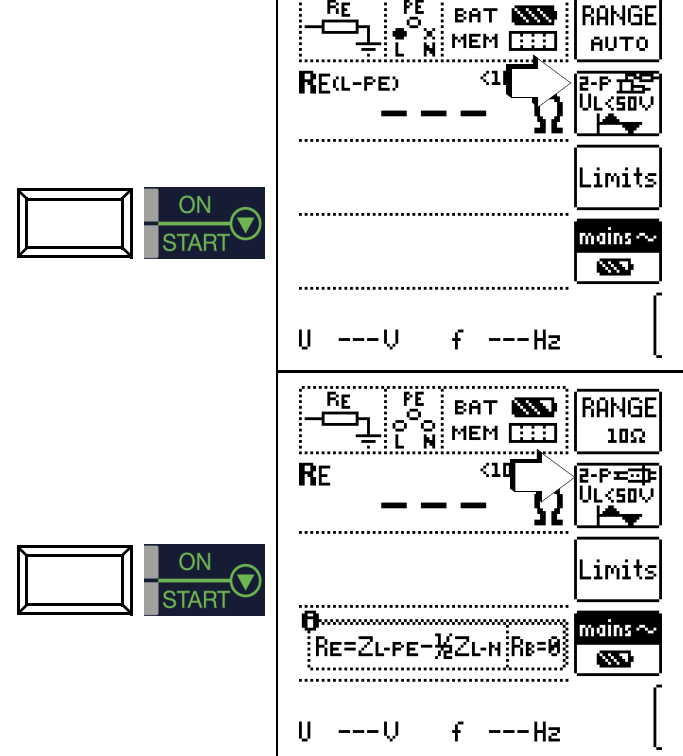 RE PE BAT RANGE
L N MEM AUTO
RE(L-PE) 2-P
--- Ω UL<50V
Limits
ON
START
mains~
U ---V f ---Hz
RE PE BAT RANGE
L N MEM 10Ω
RE <10 2-P
--- Ω UL<50V
Limits
ON
START
mains~
RE=ZL-PE-½ZL-N RB=0
U ---V f ---Hz